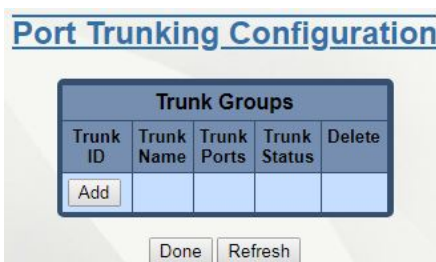 Port Trunking Configuration
Trunk Groups
Trunk ID Trunk Name Trunk Ports Trunk Status Delete
Add
Done Refresh